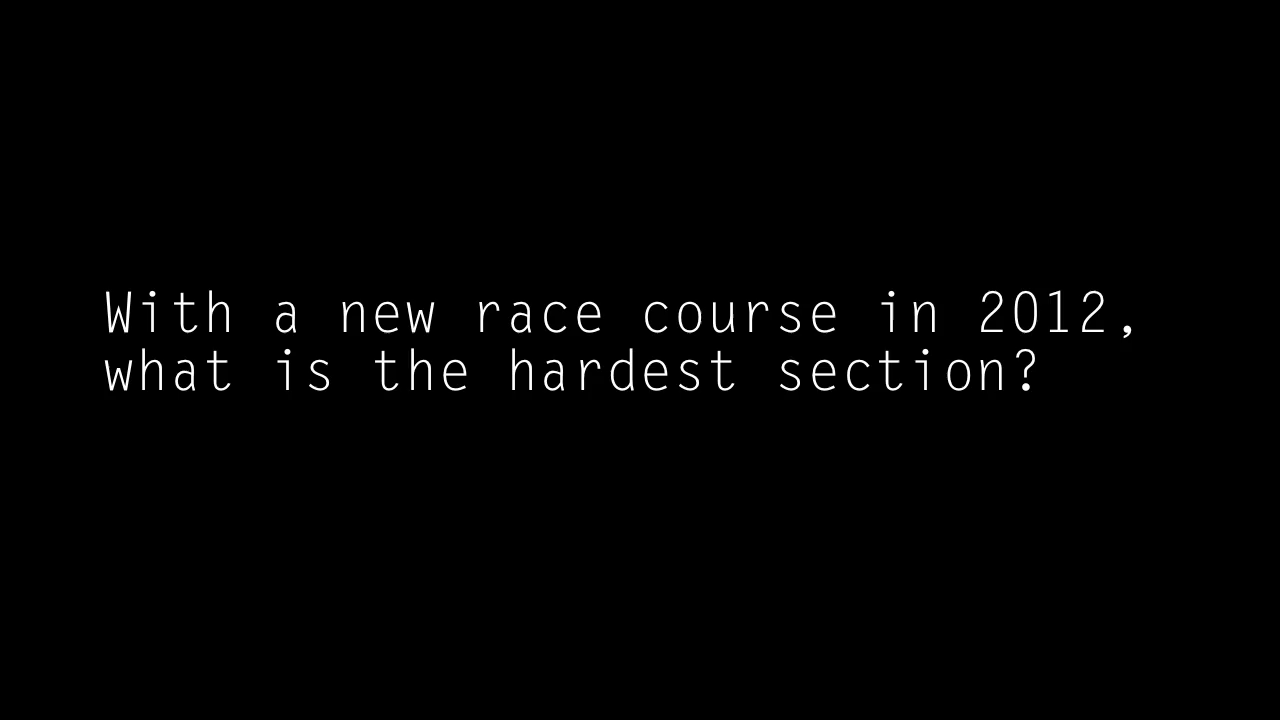 With a new race course in 2012,
what is the hardest section?